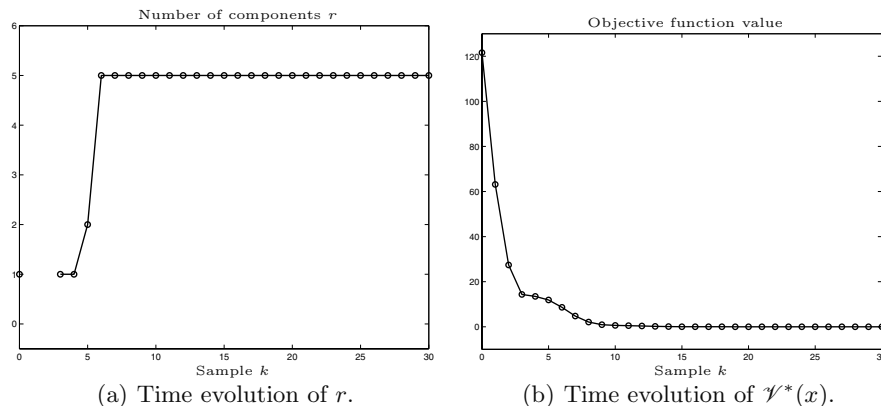 Number of components r
6
5
4
3
2
1
0
0 5 10 15 20 25 30
Sample k
(a) Time evolution of r.
Objective function value
120
100
80
60
40
20
0
0 5 10 15 20 25 30
Sample k
(b) Time evolution of 𝒱*(x).